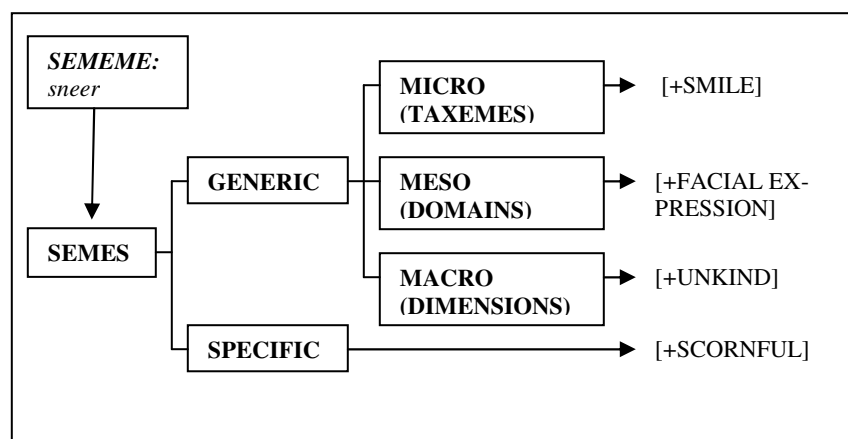 SEMEME:
sneer
MICRO
(TAXEMES)
[+SMILE]
GENERIC
MESO
(DOMAINS)
[+FACIAL EX-
PRESSION]
SEMES
MACRO
(DIMENSIONS)
[+UNKIND]
SPECIFIC
[+SCORNFUL]